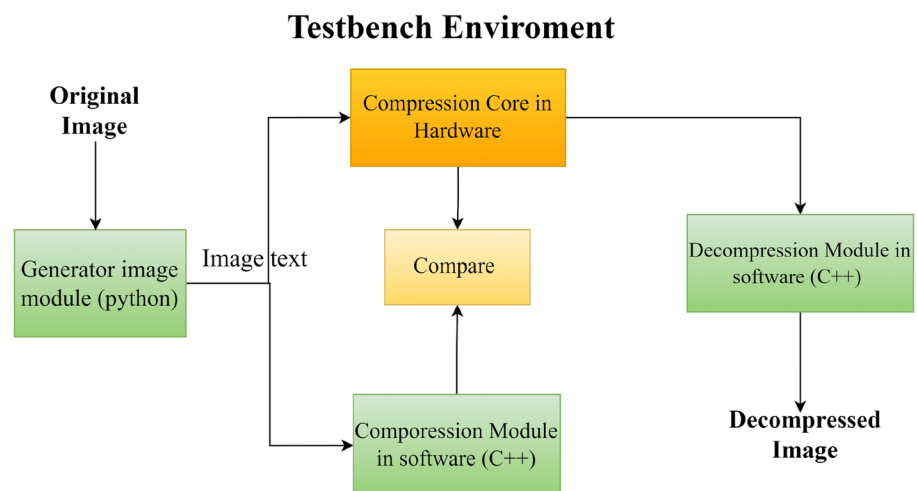 Testbench Enviroment
Original
Image
Compression Core in
Hardware
Generator image
module (python)
Image text
Compare
Decompression Module in
software (C++)
Comporession Module
in software (C++)
Decompressed
Image